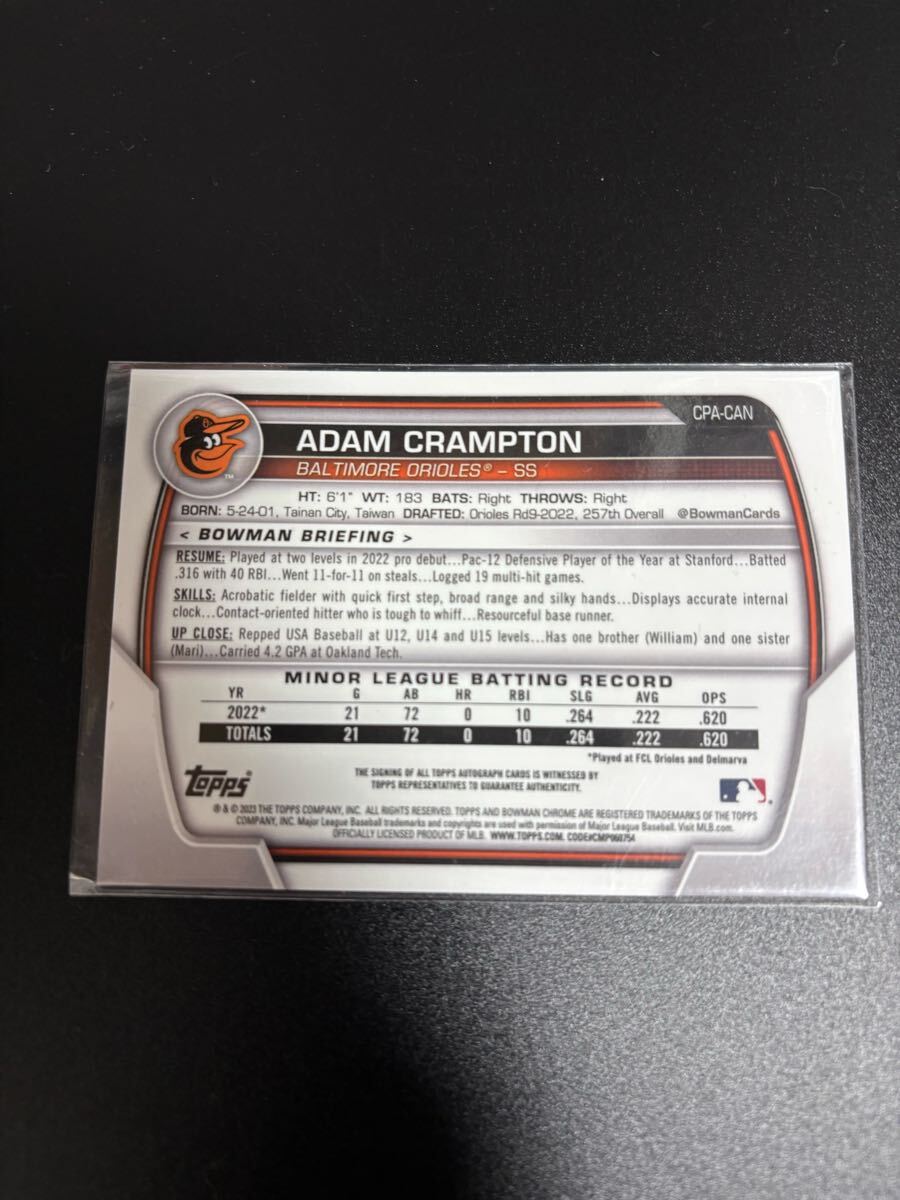 CPA-CAN
ADAM CRAMPTON
BALTIMORE ORIOLES® – SS
HT: 6'1" WT: 183 BATS: Right THROWS: Right
BORN: 5-24-01, Tainan City, Taiwan DRAFTED: Orioles Rd9-2022, 257th Overall @BowmanCards
< BOWMAN BRIEFING >
RESUME: Played at two levels in 2022 pro debut...Pac-12 Defensive Player of the Year at Stanford...Batted
.316 with 40 RBI...Went 11-for-11 on steals...Logged 19 multi-hit games.
SKILLS: Acrobatic fielder with quick first step, broad range and silky hands...Displays accurate internal
clock...Contact-oriented hitter who is tough to whiff...Resourceful base runner.
UP CLOSE: Repped USA Baseball at U12, U14 and U15 levels...Has one brother (William) and one sister
(Mari)...Carried 4.2 GPA at Oakland Tech.
MINOR LEAGUE BATTING RECORD
YR G AB HR RBI SLG AVG OPS
2022* 21 72 0 10 .264 .222 .620
TOTALS 21 72 0 10 .264 .222 .620
*Played at FCL Orioles and Delmarva
topps®
THE SIGNING OF ALL TOPPS AUTOGRAPH CARDS IS WITNESSED BY
TOPPS REPRESENTATIVES TO GUARANTEE AUTHENTICITY.
® & © 2023 THE TOPPS COMPANY, INC. ALL RIGHTS RESERVED. TOPPS AND BOWMAN CHROME ARE REGISTERED TRADEMARKS OF THE TOPPS
COMPANY, INC. Major League Baseball trademarks and copyrights are used with permission of Major League Baseball. Visit MLB.com.
OFFICIALLY LICENSED PRODUCT OF MLB. WWW.TOPPS.COM. CODE#CMP060754